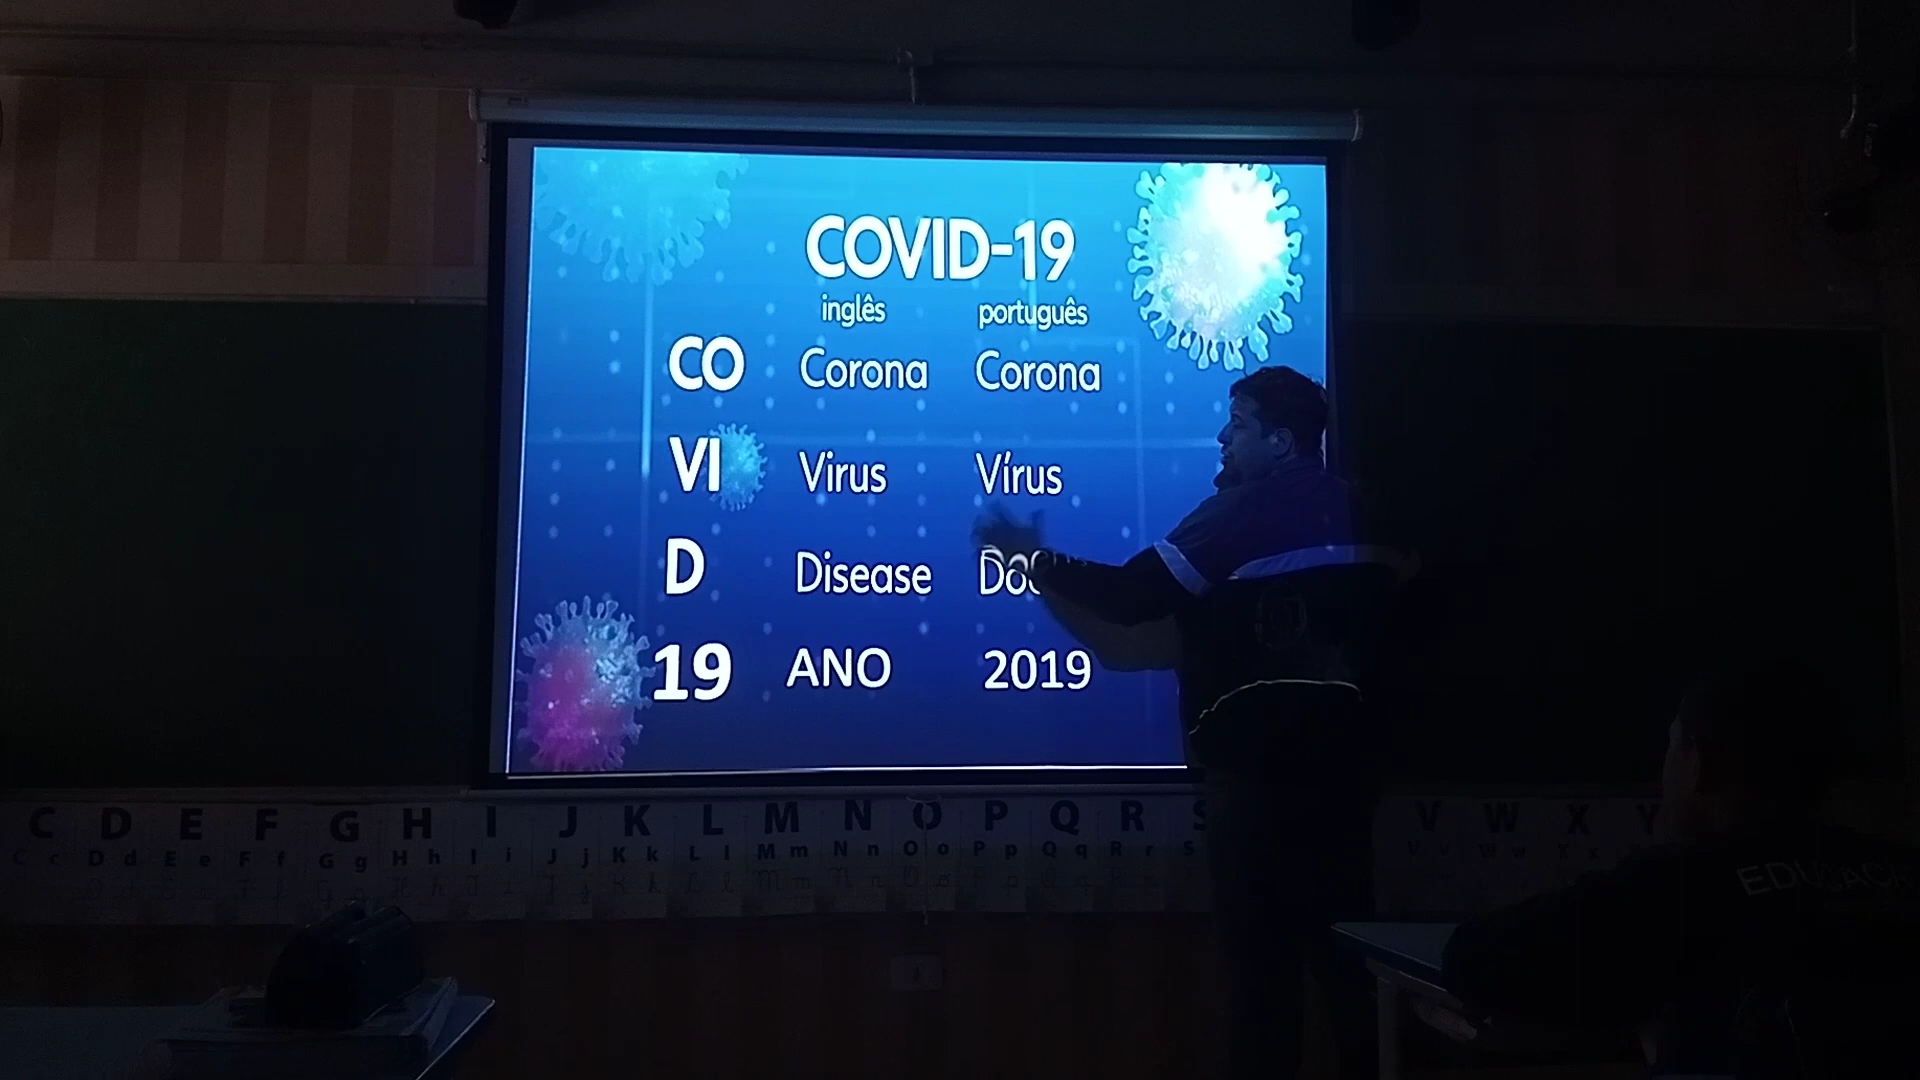 COVID-19
inglês português
CO Corona Corona
VI Virus Vírus
D Disease
19 ANO 2019
C D E F G H I J K L M N O P Q R S V W X Y
D d E e F f G g H h I i J j K k L l M m N n O o P p Q q R r S